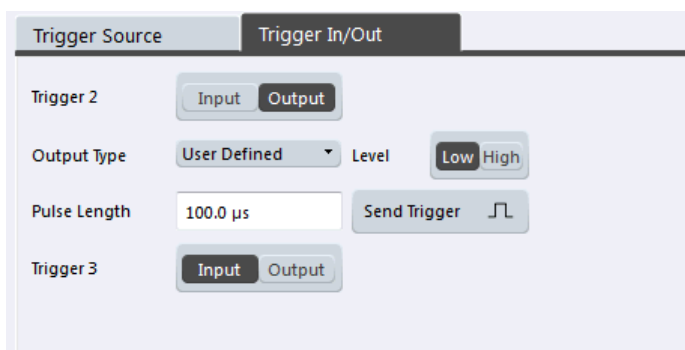 Trigger Source Trigger In/Out
Trigger 2 Input Output
Output Type User Defined Level Low High
Pulse Length 100.0 µs Send Trigger
Trigger 3 Input Output